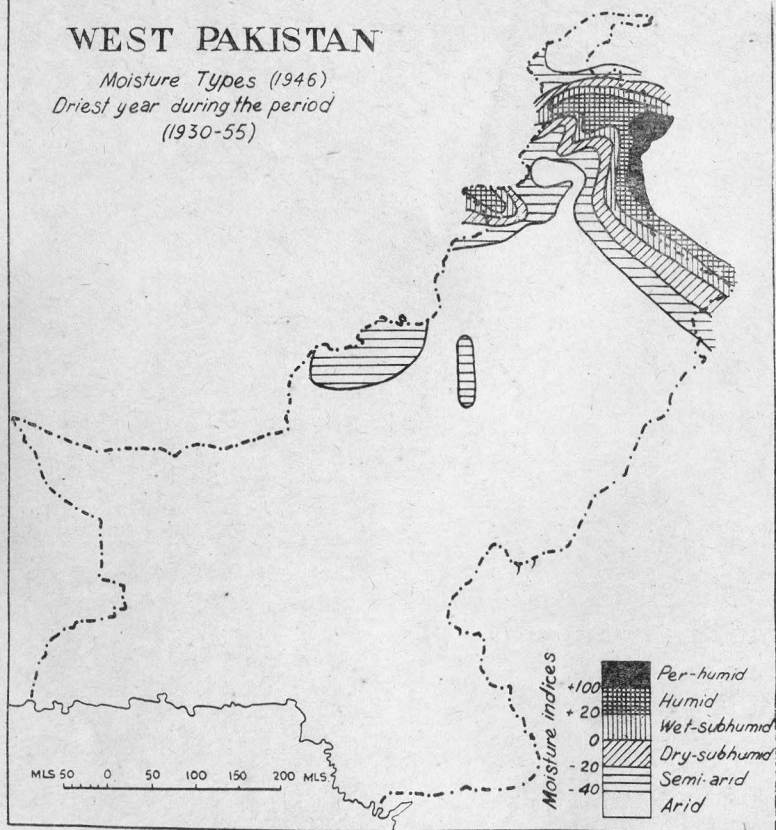 WEST PAKISTAN
Moisture Types (1946)
Driest year during the period
(1930-55)
Moisture indices
Per-humid
+100
Humid
+20
Wet-subhumid
0
Dry-subhumid
-20
Semi-arid
-40
Arid
MLS 50 0 50 100 150 200 MLS.